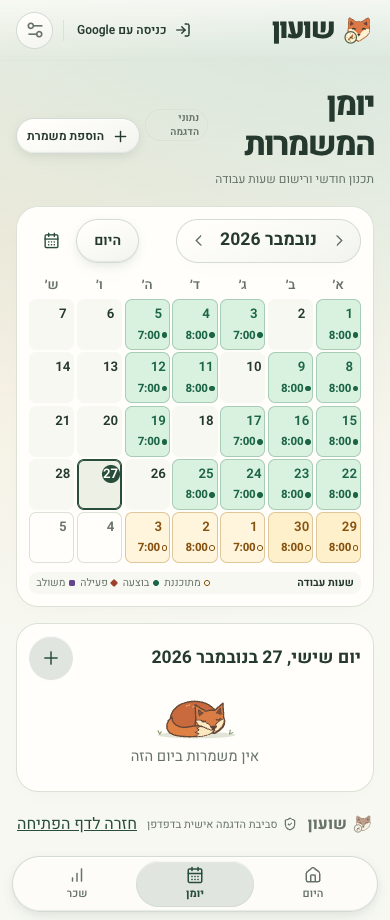 שועון
כניסה עם Google
יומן
המשמרות
נתוני
הדגמה
הוספת משמרת
תכנון חודשי ורישום שעות עבודה
נובמבר 2026
היום
א׳ ב׳ ג׳ ד׳ ה׳ ו׳ ש׳
1 2 3 4 5 6 7
8:00 7:00 8:00 7:00
8 9 10 11 12 13 14
8:00 8:00 8:00 7:00
15 16 17 18 19 20 21
8:00 8:00 7:00 7:00
22 23 24 25 26 27 28
8:00 8:00 7:00 8:00
29 30 1 2 3 4 5
8:00 8:00 7:00 8:00 7:00
שעות עבודה מתוכננת בוצעה פעילה משולב
יום שישי, 27 בנובמבר 2026
אין משמרות ביום הזה
שועון סביבת הדגמה אישית בדפדפן חזרה לדף הפתיחה
היום יומן שכר